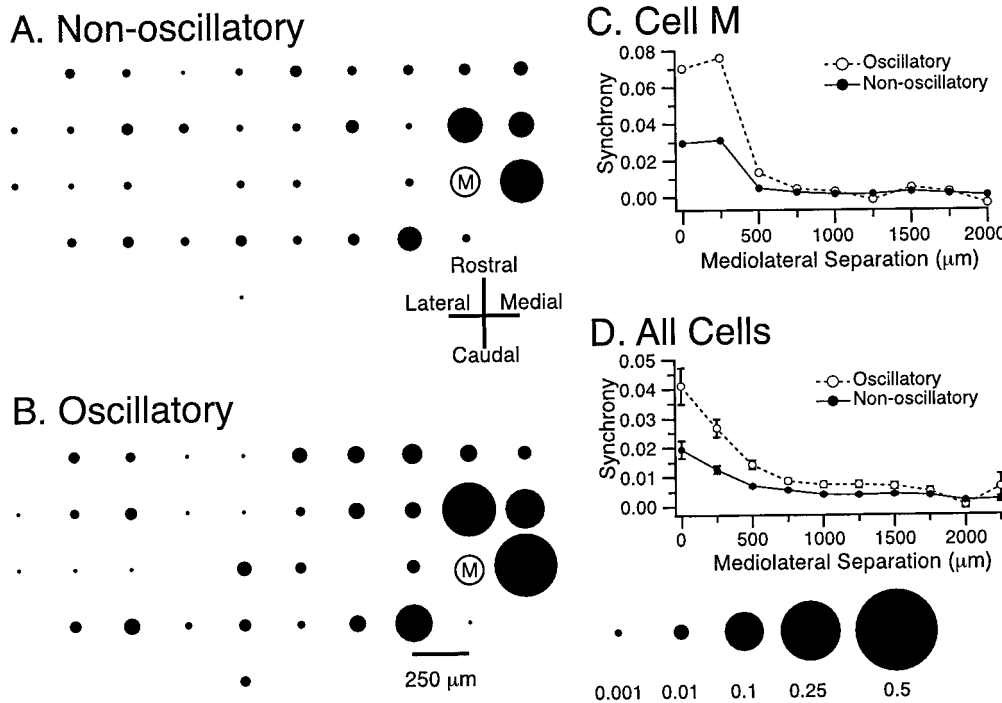 A. Non-oscillatory
M
Rostral
Lateral Medial
Caudal
B. Oscillatory
M
250 μm
C. Cell M
0.08
0.06
0.04
0.02
0.00
Synchrony
Oscillatory
Non-oscillatory
0 500 1000 1500 2000
Mediolateral Separation (μm)
D. All Cells
0.05
0.04
0.03
0.02
0.01
0.00
Synchrony
Oscillatory
Non-oscillatory
0 500 1000 1500 2000
Mediolateral Separation (μm)
0.001 0.01 0.1 0.25 0.5